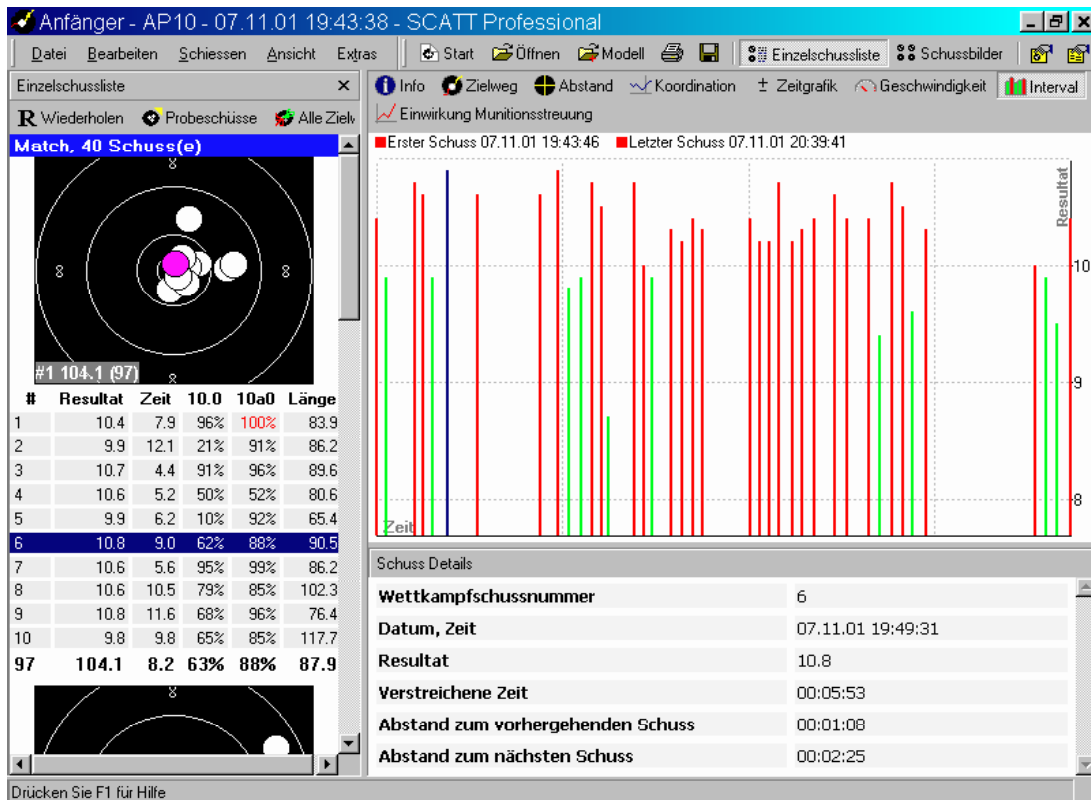 Anfänger - AP10 - 07.11.01 19:43:38 - SCATT Professional
Datei Bearbeiten Schiessen Ansicht Extras Start Öffnen Modell Einzelschussliste Schussbilder
Einzelschussliste
R Wiederholen Probeschüsse Alle Zielw
Info Zielweg Abstand Koordination Zeitgrafik Geschwindigkeit Interval
Einwirkung Munitionsstreuung
Match, 40 Schuss(e)
8
8 8
8
#1 104.1 (97)
# Resultat Zeit 10.0 10a0 Länge
1 10.4 7.9 96% 100% 83.9
2 9.9 12.1 21% 91% 86.2
3 10.7 4.4 91% 96% 89.6
4 10.6 5.2 50% 52% 80.6
5 9.9 6.2 10% 92% 65.4
6 10.8 9.0 62% 88% 90.5
7 10.6 5.6 95% 99% 86.2
8 10.6 10.5 79% 85% 102.3
9 10.8 11.6 68% 96% 76.4
10 9.8 9.8 65% 85% 117.7
97 104.1 8.2 63% 88% 87.9
8
Erster Schuss 07.11.01 19:43:46 Letzter Schuss 07.11.01 20:39:41
Resultat
10
9
8
Zeit
Schuss Details
Wettkampfschussnummer 6
Datum, Zeit 07.11.01 19:49:31
Resultat 10.8
Verstreichene Zeit 00:05:53
Abstand zum vorhergehenden Schuss 00:01:08
Abstand zum nächsten Schuss 00:02:25
Drücken Sie F1 für Hilfe